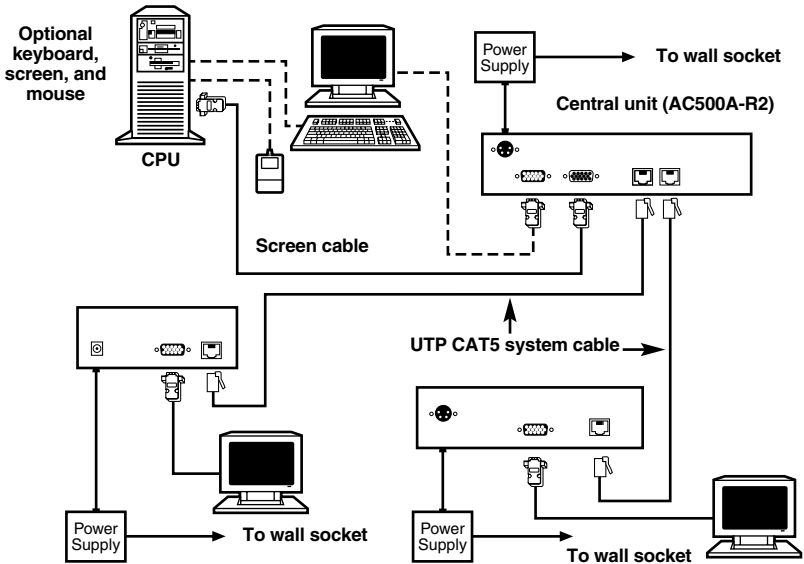 Optional
keyboard,
screen, and
mouse
CPU
Power
Supply
To wall socket
Central unit (AC500A-R2)
Screen cable
UTP CAT5 system cable
Power
Supply
To wall socket
Power
Supply
To wall socket